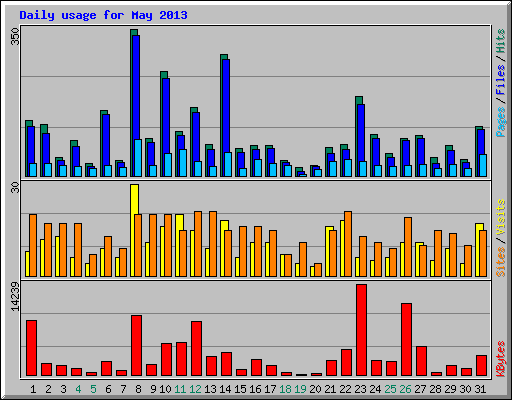 Daily usage for May 2013
350
Pages / Files / Hits
30
Sites / Visits
14239
KBytes
1 2 3 4 5 6 7 8 9 10 11 12 13 14 15 16 17 18 19 20 21 22 23 24 25 26 27 28 29 30 31